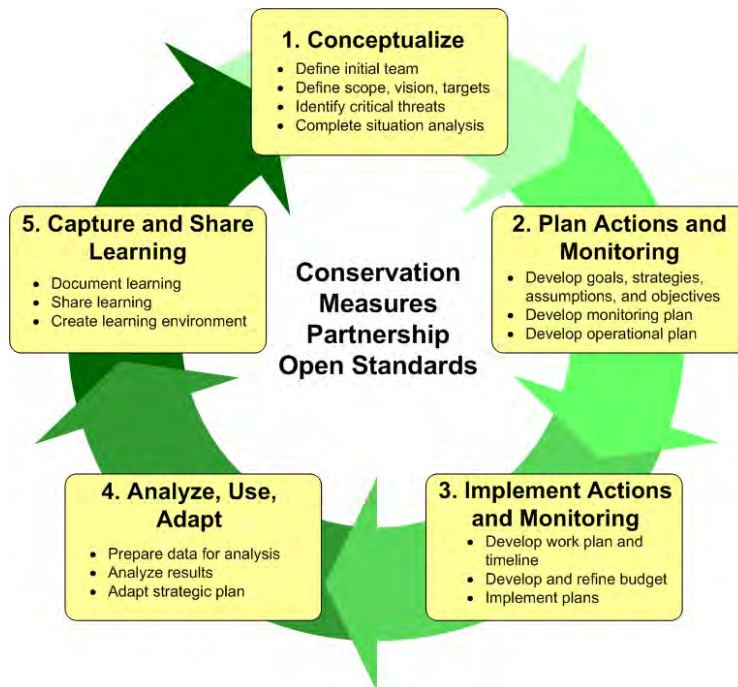 1. Conceptualize
• Define initial team
• Define scope, vision, targets
• Identify critical threats
• Complete situation analysis
2. Plan Actions and
Monitoring
• Develop goals, strategies,
assumptions, and objectives
• Develop monitoring plan
• Develop operational plan
3. Implement Actions
and Monitoring
• Develop work plan and
timeline
• Develop and refine budget
• Implement plans
4. Analyze, Use,
Adapt
• Prepare data for analysis
• Analyze results
• Adapt strategic plan
5. Capture and Share
Learning
• Document learning
• Share learning
• Create learning environment
Conservation
Measures
Partnership
Open Standards